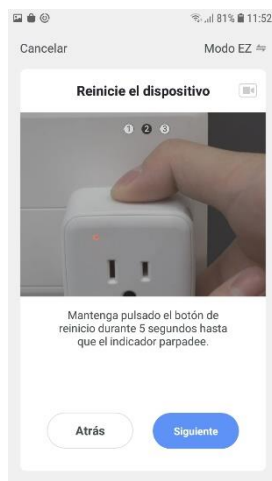 81% 11:52
Cancelar Modo EZ
Reinicie el dispositivo
1 2 3
Mantenga pulsado el botón de
reinicio durante 5 segundos hasta
que el indicador parpadee.
Atrás Siguiente